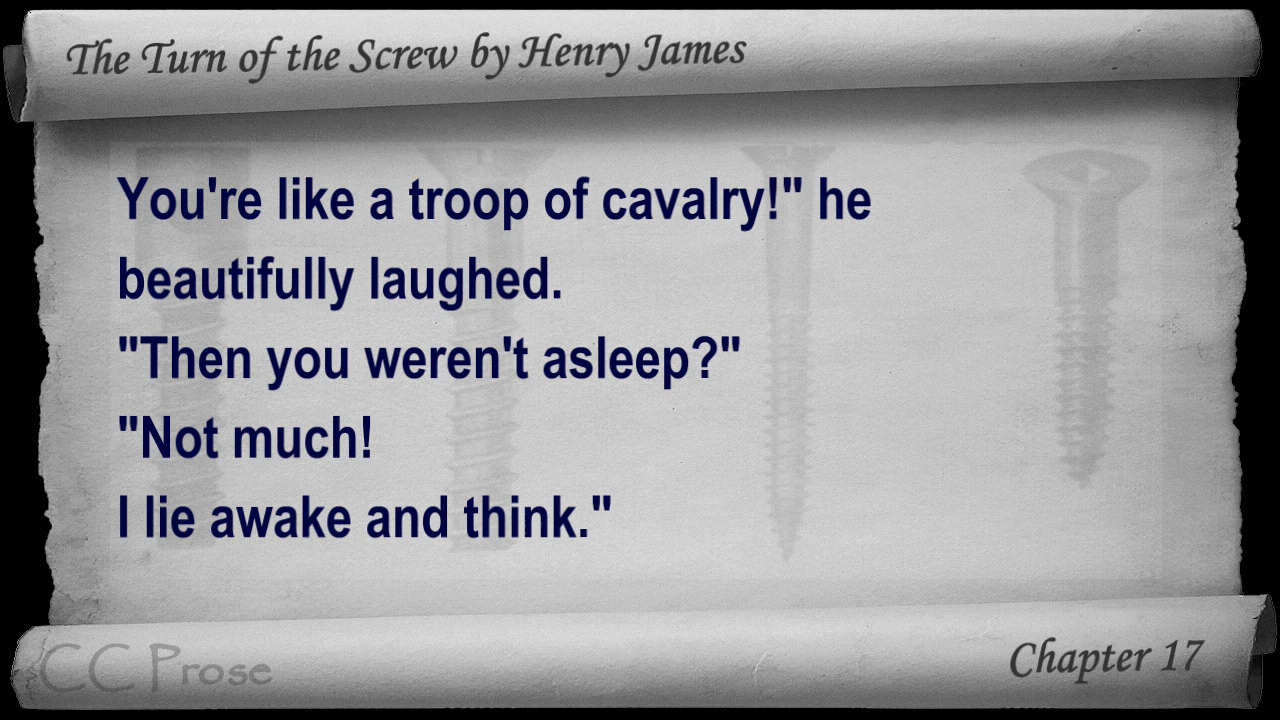 The Turn of the Screw by Henry James
You're like a troop of cavalry!" he
beautifully laughed.
"Then you weren't asleep?"
"Not much!
I lie awake and think."
CC Prose
Chapter 17